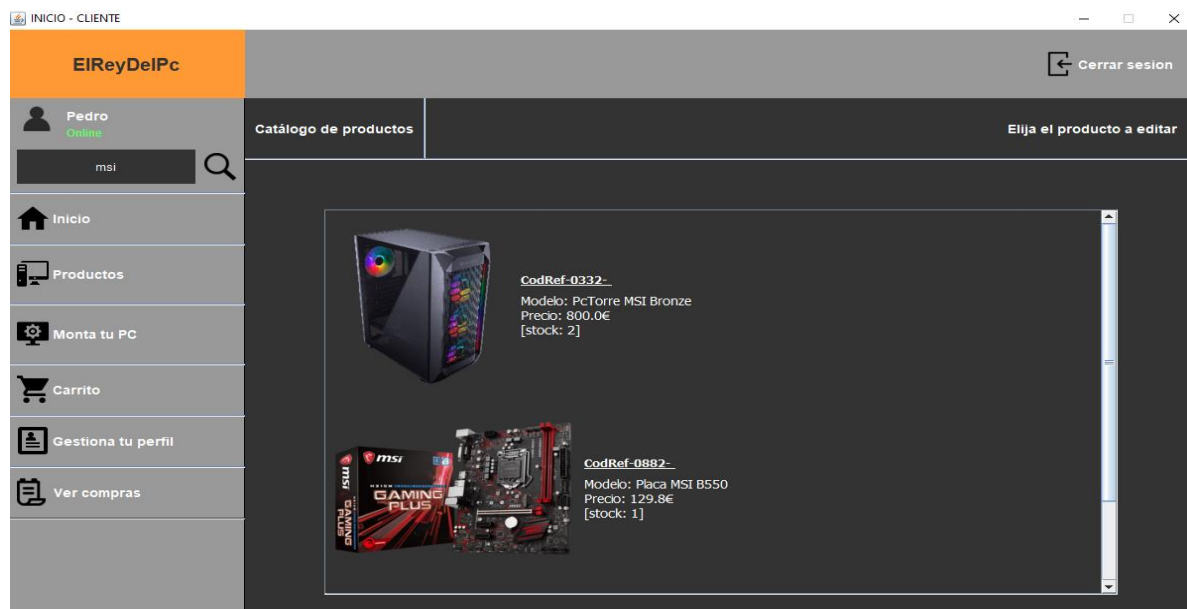 INICIO - CLIENTE
ElReyDelPc
Cerrar sesion
Pedro
Online
msi
Catálogo de productos
Elija el producto a editar
Inicio
Productos
Monta tu PC
Carrito
Gestiona tu perfil
Ver compras
CodRef-0332-
Modelo: PcTorre MSI Bronze
Precio: 800.0€
[stock: 2]
msi
GAMING
PLUS
msi
GAMING
PLUS
CodRef-0882-
Modelo: Placa MSI B550
Precio: 129.8€
[stock: 1]